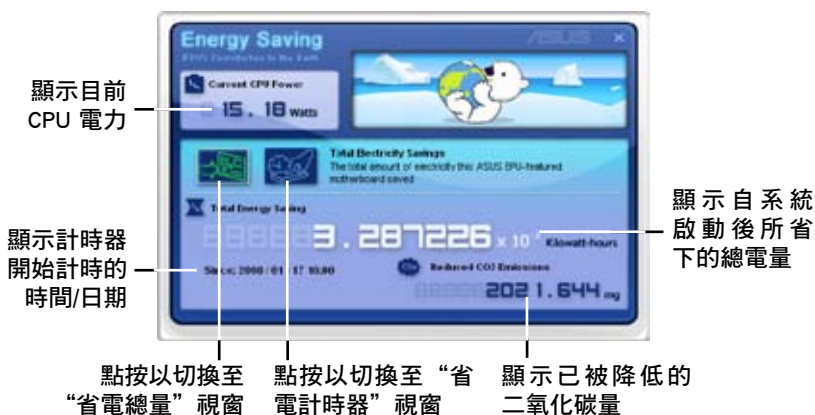 Energy Saving
ASUS
×
顯示目前
CPU 電力
Current CPU Power
15.18 Watts
Total Electricity Savings
The total amount of electricity this ASUS EPU-featured
motherboard saved
Total Energy Saving
3.287226 x 10 Kilowatt-hours
顯示自系統
啟動後所省
下的總電量
顯示計時器
開始計時的
時間/日期
Since: 2008/01/17
Reduced CO2 Emissions
2021.644 mg
點按以切換至
“省電總量”視窗
點按以切換至“省
電計時器”視窗
顯示已被降低的
二氧化碳量